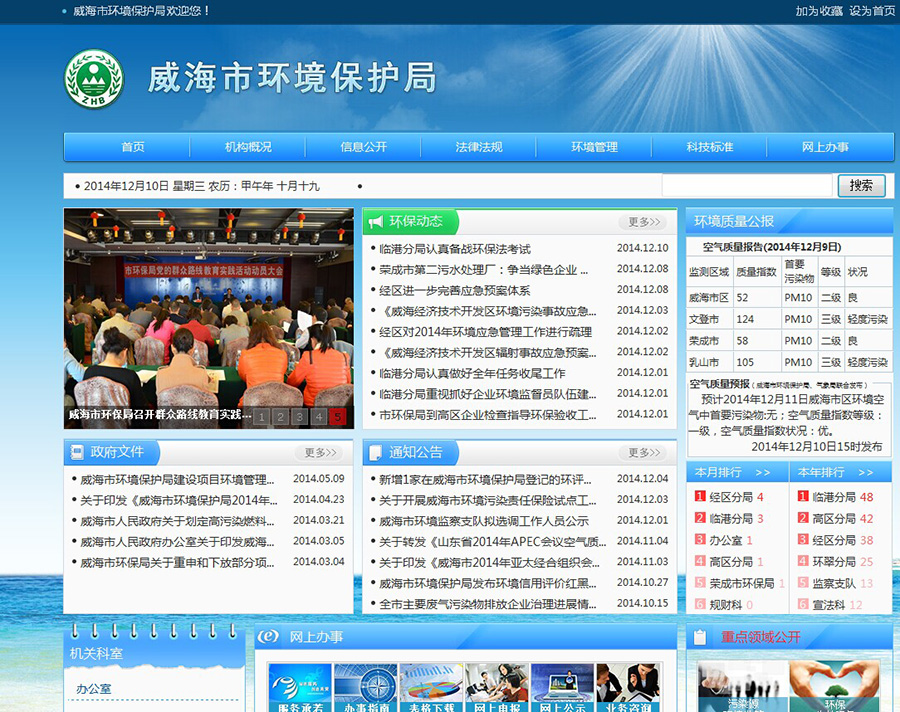 威海市环境保护局欢迎您！ 加为收藏 设为首页
ZHB
威海市环境保护局
首页 机构概况 信息公开 法律法规 环境管理 科技标准 网上办事
2014年12月10日 星期三 农历：甲午年 十月十九
搜索
市环保局党的群众路线教育实践活动动员大会
威海市环保局召开群众路线教育实践... 1 2 3 4 5
环保动态 更多>>
临港分局认真备战环保法考试 2014.12.10
荣成市第二污水处理厂：争当绿色企业 ... 2014.12.08
经区进一步完善应急预案体系 2014.12.08
《威海经济技术开发区环境污染事故应急... 2014.12.03
经区对2014年环境应急管理工作进行疏理 2014.12.02
《威海经济技术开发区辐射事故应急预案... 2014.12.02
临港分局认真做好全年任务收尾工作 2014.12.01
临港分局重视抓好企业环境监督员队伍建... 2014.12.01
市环保局到高区企业检查指导环保验收工... 2014.12.01
环境质量公报
空气质量报告(2014年12月9日)
监测区域 质量指数 首要污染物 等级 状况
威海市区 52 PM10 二级 良
文登市 124 PM10 三级 轻度污染
荣成市 58 PM10 二级 良
乳山市 105 PM10 三级 轻度污染
空气质量预报（威海市环境保护局、气象局联合发布）
预计2014年12月11日威海市区环境空
气中首要污染物:无；空气质量指数等级：
一级，空气质量指数状况：优。
2014年12月10日15时发布
政府文件 更多>>
威海市环境保护局建设项目环境管理... 2014.05.09
关于印发《威海市环境保护局2014年... 2014.04.23
威海市人民政府关于划定高污染燃料... 2014.03.21
威海市人民政府办公室关于印发威海... 2014.03.05
威海市环保局关于重申和下放部分项... 2014.03.04
通知公告 更多>>
新增1家在威海市环境保护局登记的环评... 2014.12.04
关于开展威海市环境污染责任保险试点工... 2014.12.03
威海市环境监察支队拟选调工作人员公示 2014.12.01
关于转发《山东省2014年APEC会议空气质... 2014.11.04
关于印发《威海市2014年亚太经合组织会... 2014.11.03
威海市环境保护局发布环境信用评价红黑... 2014.10.27
全市主要废气污染物排放企业治理进展情... 2014.10.15
本月排行 >>
1 经区分局 4
2 临港分局 3
3 办公室 1
4 高区分局 1
5 荣成市环保局 1
6 规财科 0
本年排行 >>
1 临港分局 48
2 高区分局 42
3 经区分局 38
4 环翠分局 25
5 监察支队 13
6 宣法科 12
机关科室
办公室
网上办事
服务承若 办事指南 表格下载 网上申报 网上公示 业务咨询
重点领域公开
污染源
环保